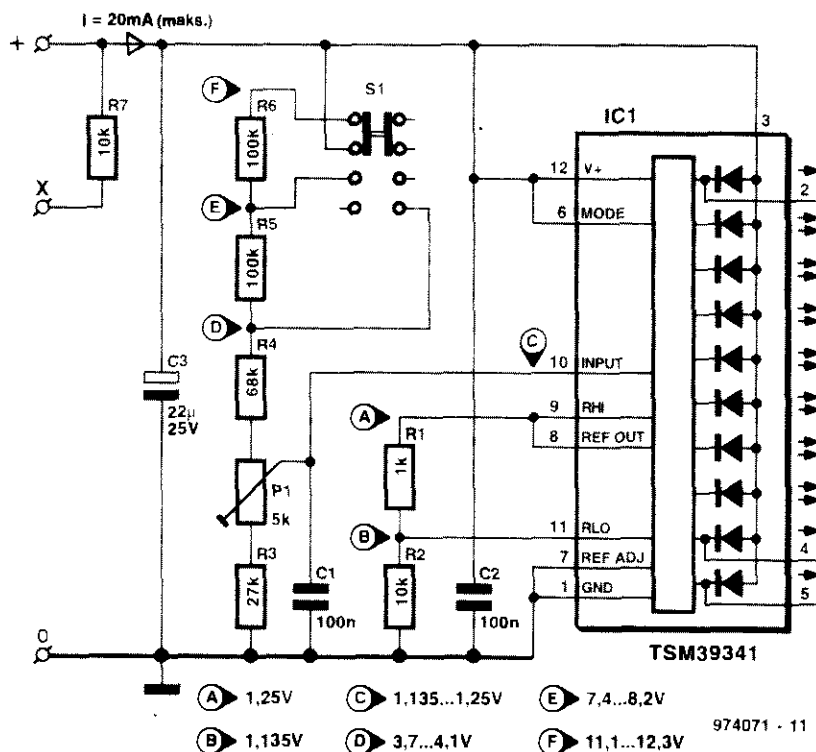 I = 20mA (maks.)
+
R7
10k
X
F
R6
100k
S1
E
R5
100k
D
R4
68k
C3
22µ
25V
P1
5k
R3
27k
C1
100n
C
A
R1
1k
B
R2
10k
C2
100n
0
IC1
3
12 V+
6 MODE
10 INPUT
9 RHI
8 REF OUT
11 RLO
7 REF ADJ
1 GND
2
4
5
TSM39341
A 1,25V
C 1,135...1,25V
E 7,4...8,2V
B 1,135V
D 3,7...4,1V
F 11,1...12,3V
974071 - 11